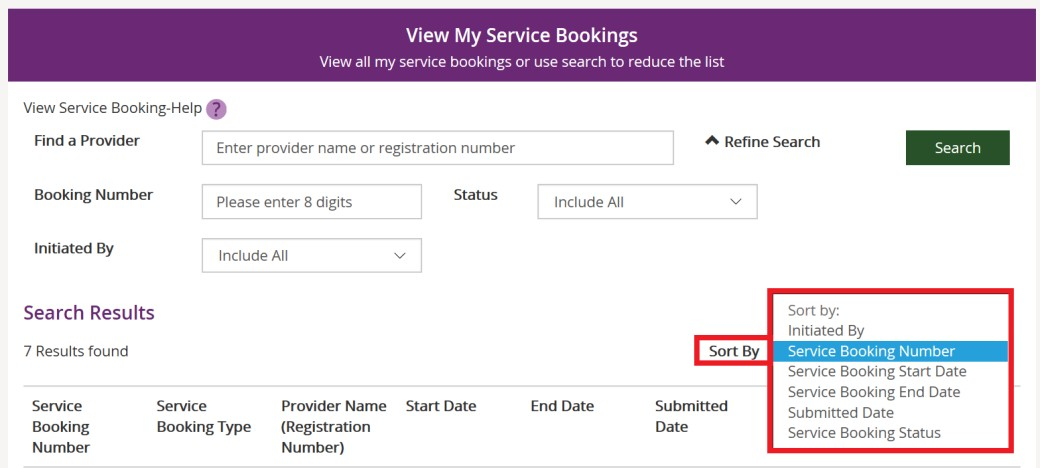 View My Service Bookings
View all my service bookings or use search to reduce the list
View Service Booking-Help ?
Find a Provider
Enter provider name or registration number
Refine Search
Search
Booking Number
Please enter 8 digits
Status
Include All
Initiated By
Include All
Search Results
7 Results found
Sort By
Sort by:
Initiated By
Service Booking Number
Service Booking Start Date
Service Booking End Date
Submitted Date
Service Booking Status
Service
Booking
Number
Service
Booking Type
Provider Name
(Registration
Number)
Start Date
End Date
Submitted
Date